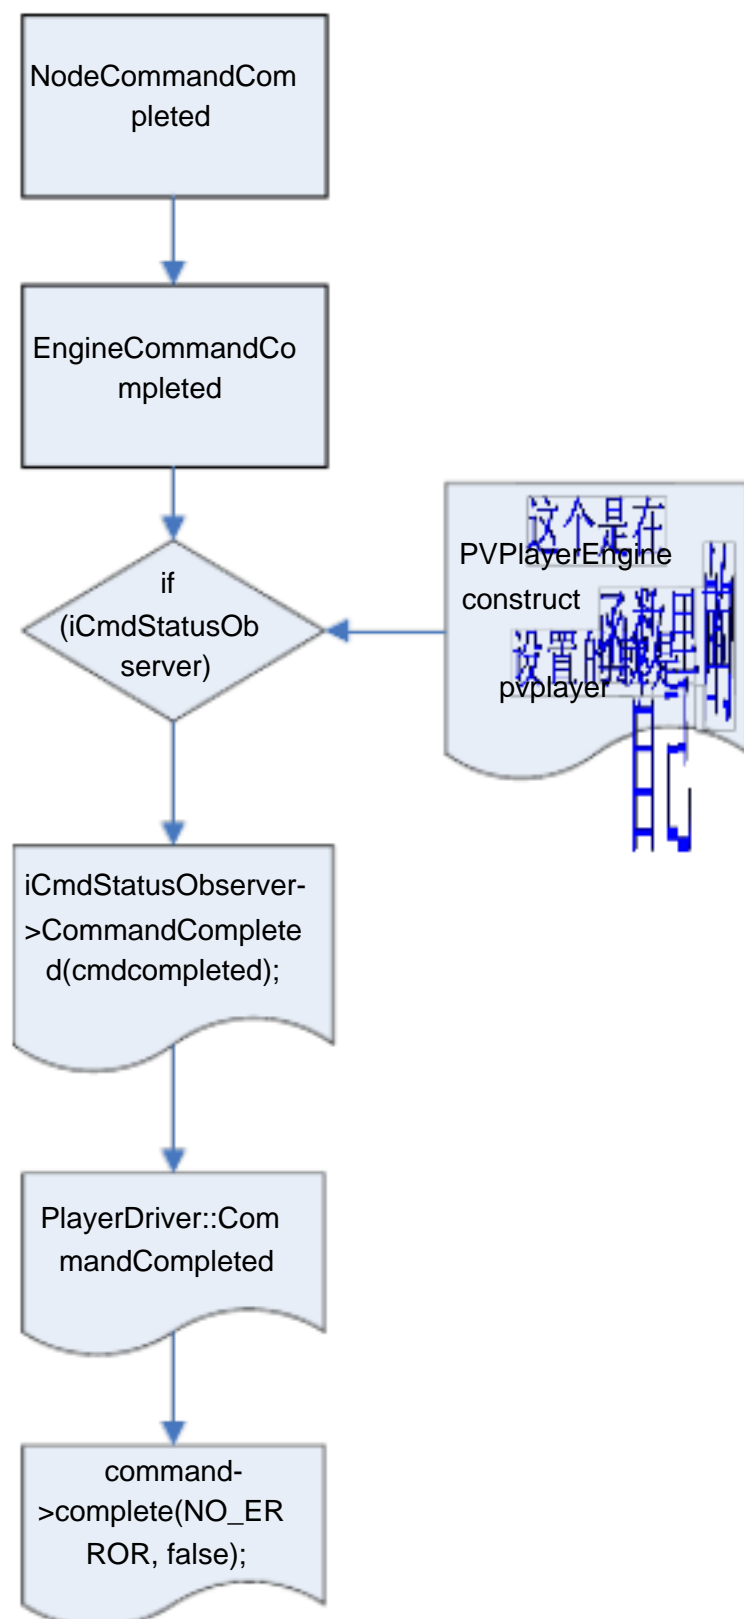 NodeCommandCom
pleted
EngineCommandCo
mpleted
if
(iCmdStatusOb
server)
这个是在
PVPlayerEngine
construct
设置的
pvplayer
iCmdStatusObserver-
>CommandComplete
d(cmdcompleted);
PlayerDriver::Com
mandCompleted
command-
>complete(NO_ER
ROR, false);